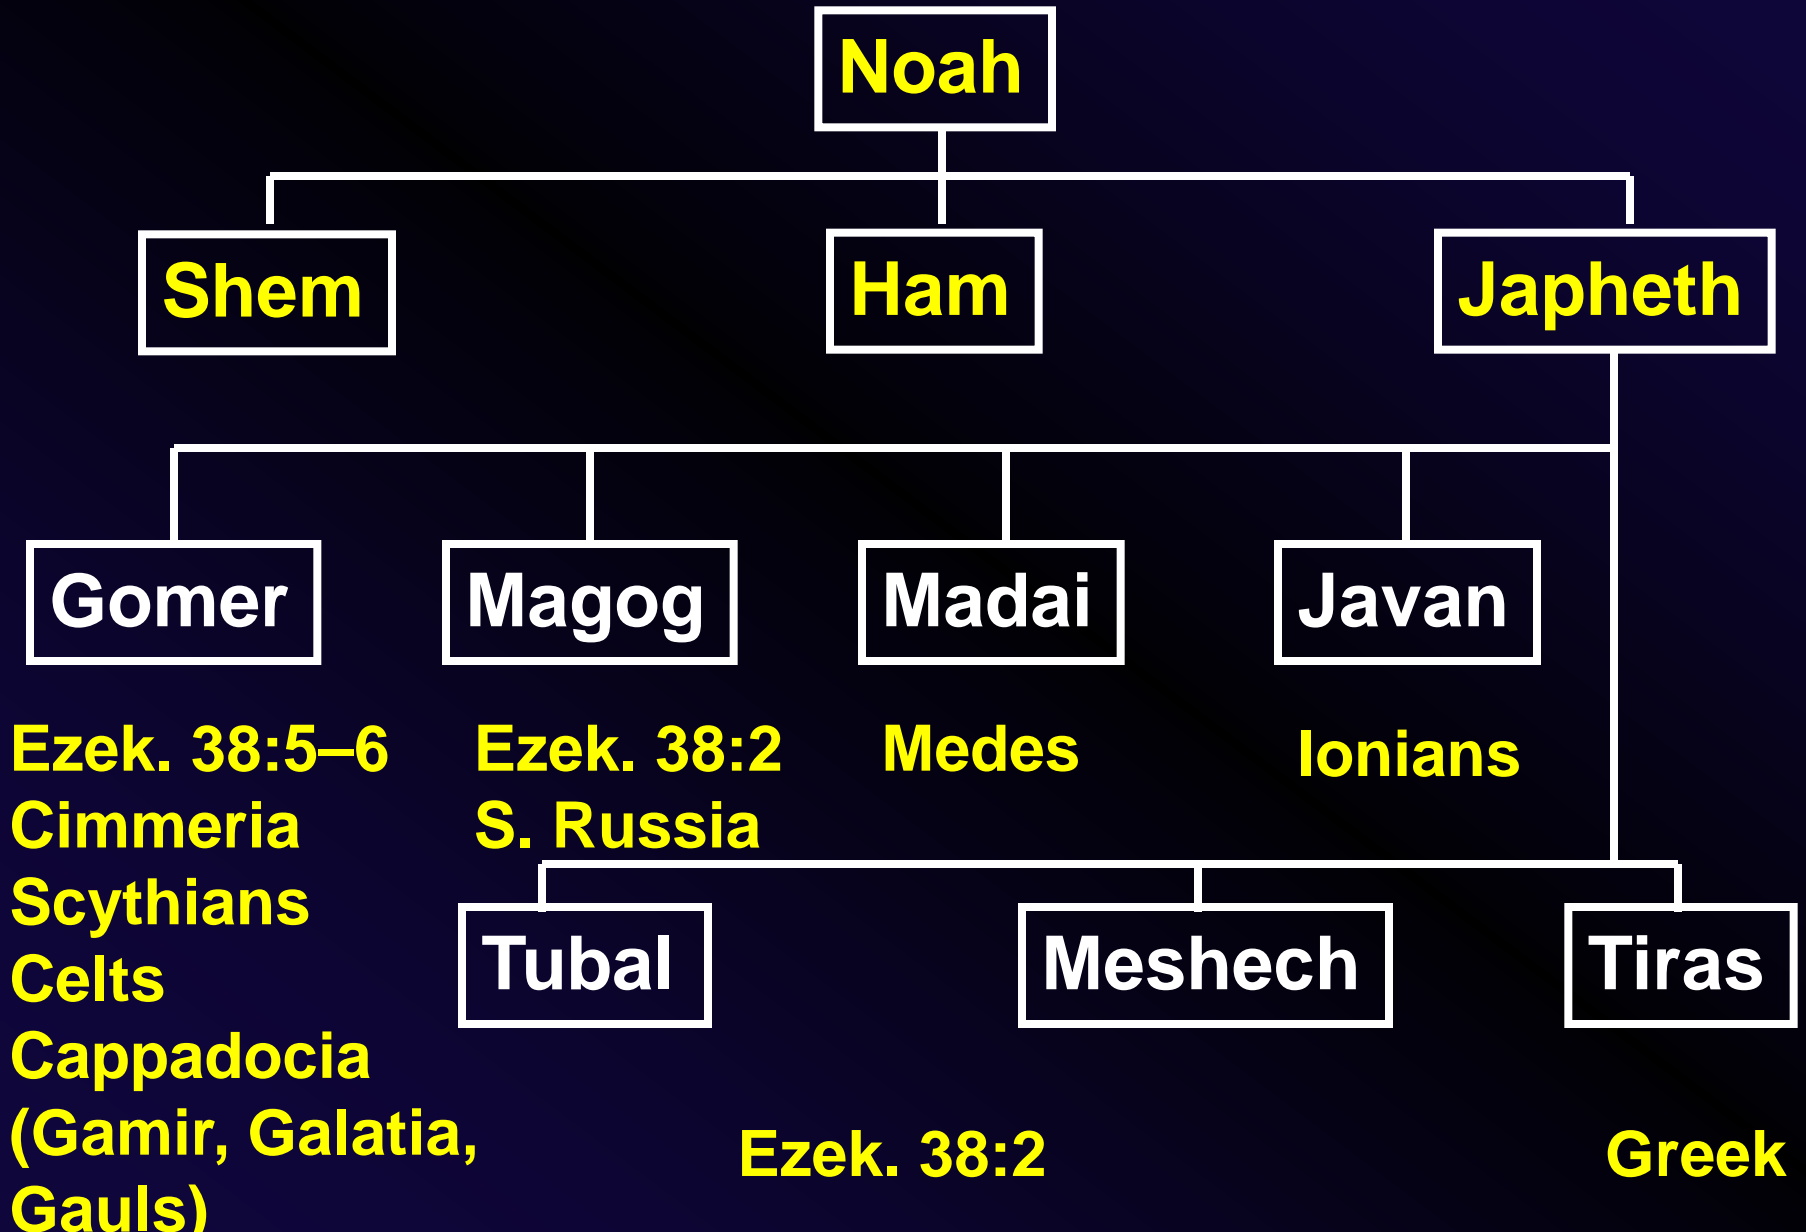 Noah
Shem
Ham
Japheth
Gomer
Magog
Madai
Javan
Ezek. 38:5–6
Cimmeria
Scythians
Celts
Cappadocia
(Gamir, Galatia,
Gauls)
Ezek. 38:2
S. Russia
Medes
Ionians
Tubal
Meshech
Tiras
Ezek. 38:2
Greek